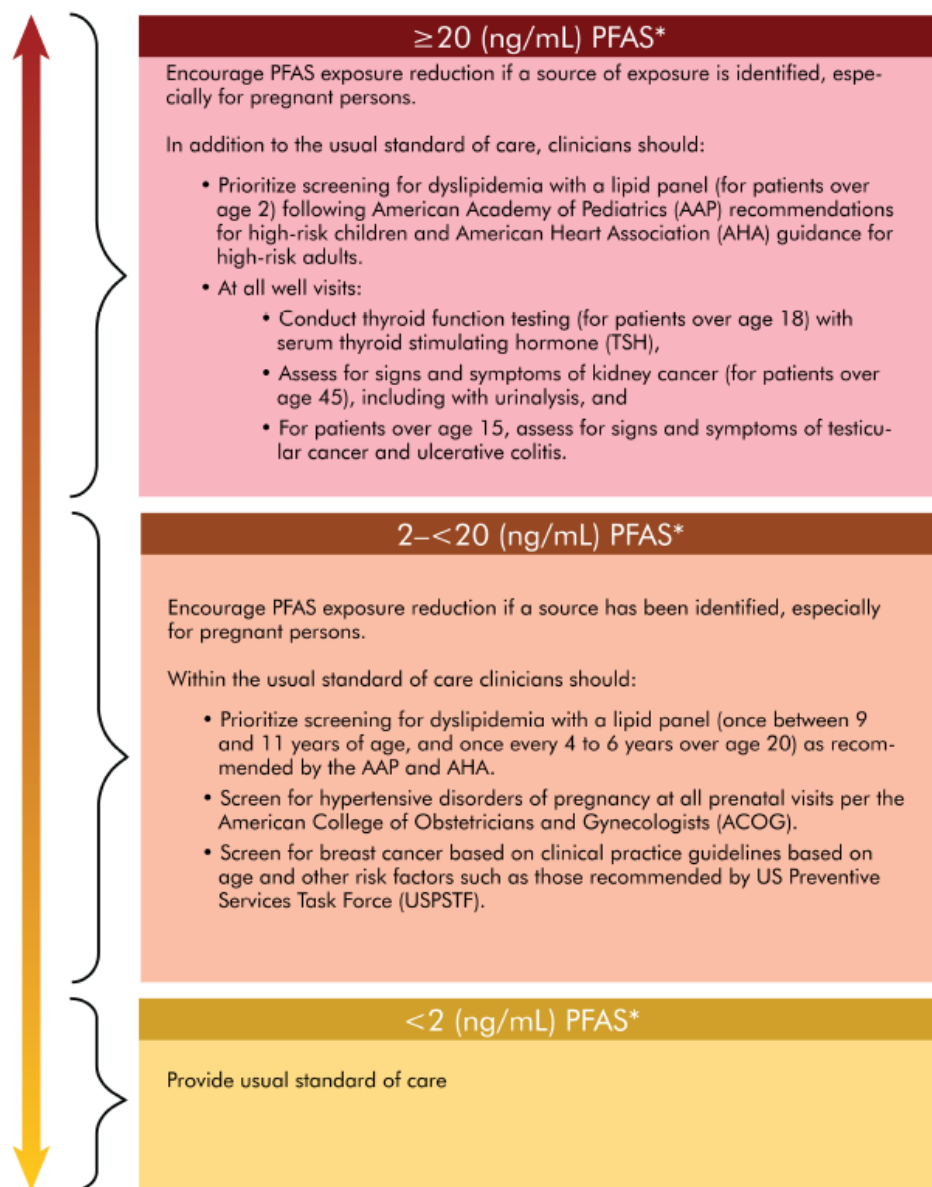 ≥20 (ng/mL) PFAS*
Encourage PFAS exposure reduction if a source of exposure is identified, espe-
cially for pregnant persons.
In addition to the usual standard of care, clinicians should:
• Prioritize screening for dyslipidemia with a lipid panel (for patients over
age 2) following American Academy of Pediatrics (AAP) recommendations
for high-risk children and American Heart Association (AHA) guidance for
high-risk adults.
• At all well visits:
• Conduct thyroid function testing (for patients over age 18) with
serum thyroid stimulating hormone (TSH),
• Assess for signs and symptoms of kidney cancer (for patients over
age 45), including with urinalysis, and
• For patients over age 15, assess for signs and symptoms of testicu-
lar cancer and ulcerative colitis.
2–<20 (ng/mL) PFAS*
Encourage PFAS exposure reduction if a source has been identified, especially
for pregnant persons.
Within the usual standard of care clinicians should:
• Prioritize screening for dyslipidemia with a lipid panel (once between 9
and 11 years of age, and once every 4 to 6 years over age 20) as recom-
mended by the AAP and AHA.
• Screen for hypertensive disorders of pregnancy at all prenatal visits per the
American College of Obstetricians and Gynecologists (ACOG).
• Screen for breast cancer based on clinical practice guidelines based on
age and other risk factors such as those recommended by US Preventive
Services Task Force (USPSTF).
<2 (ng/mL) PFAS*
Provide usual standard of care